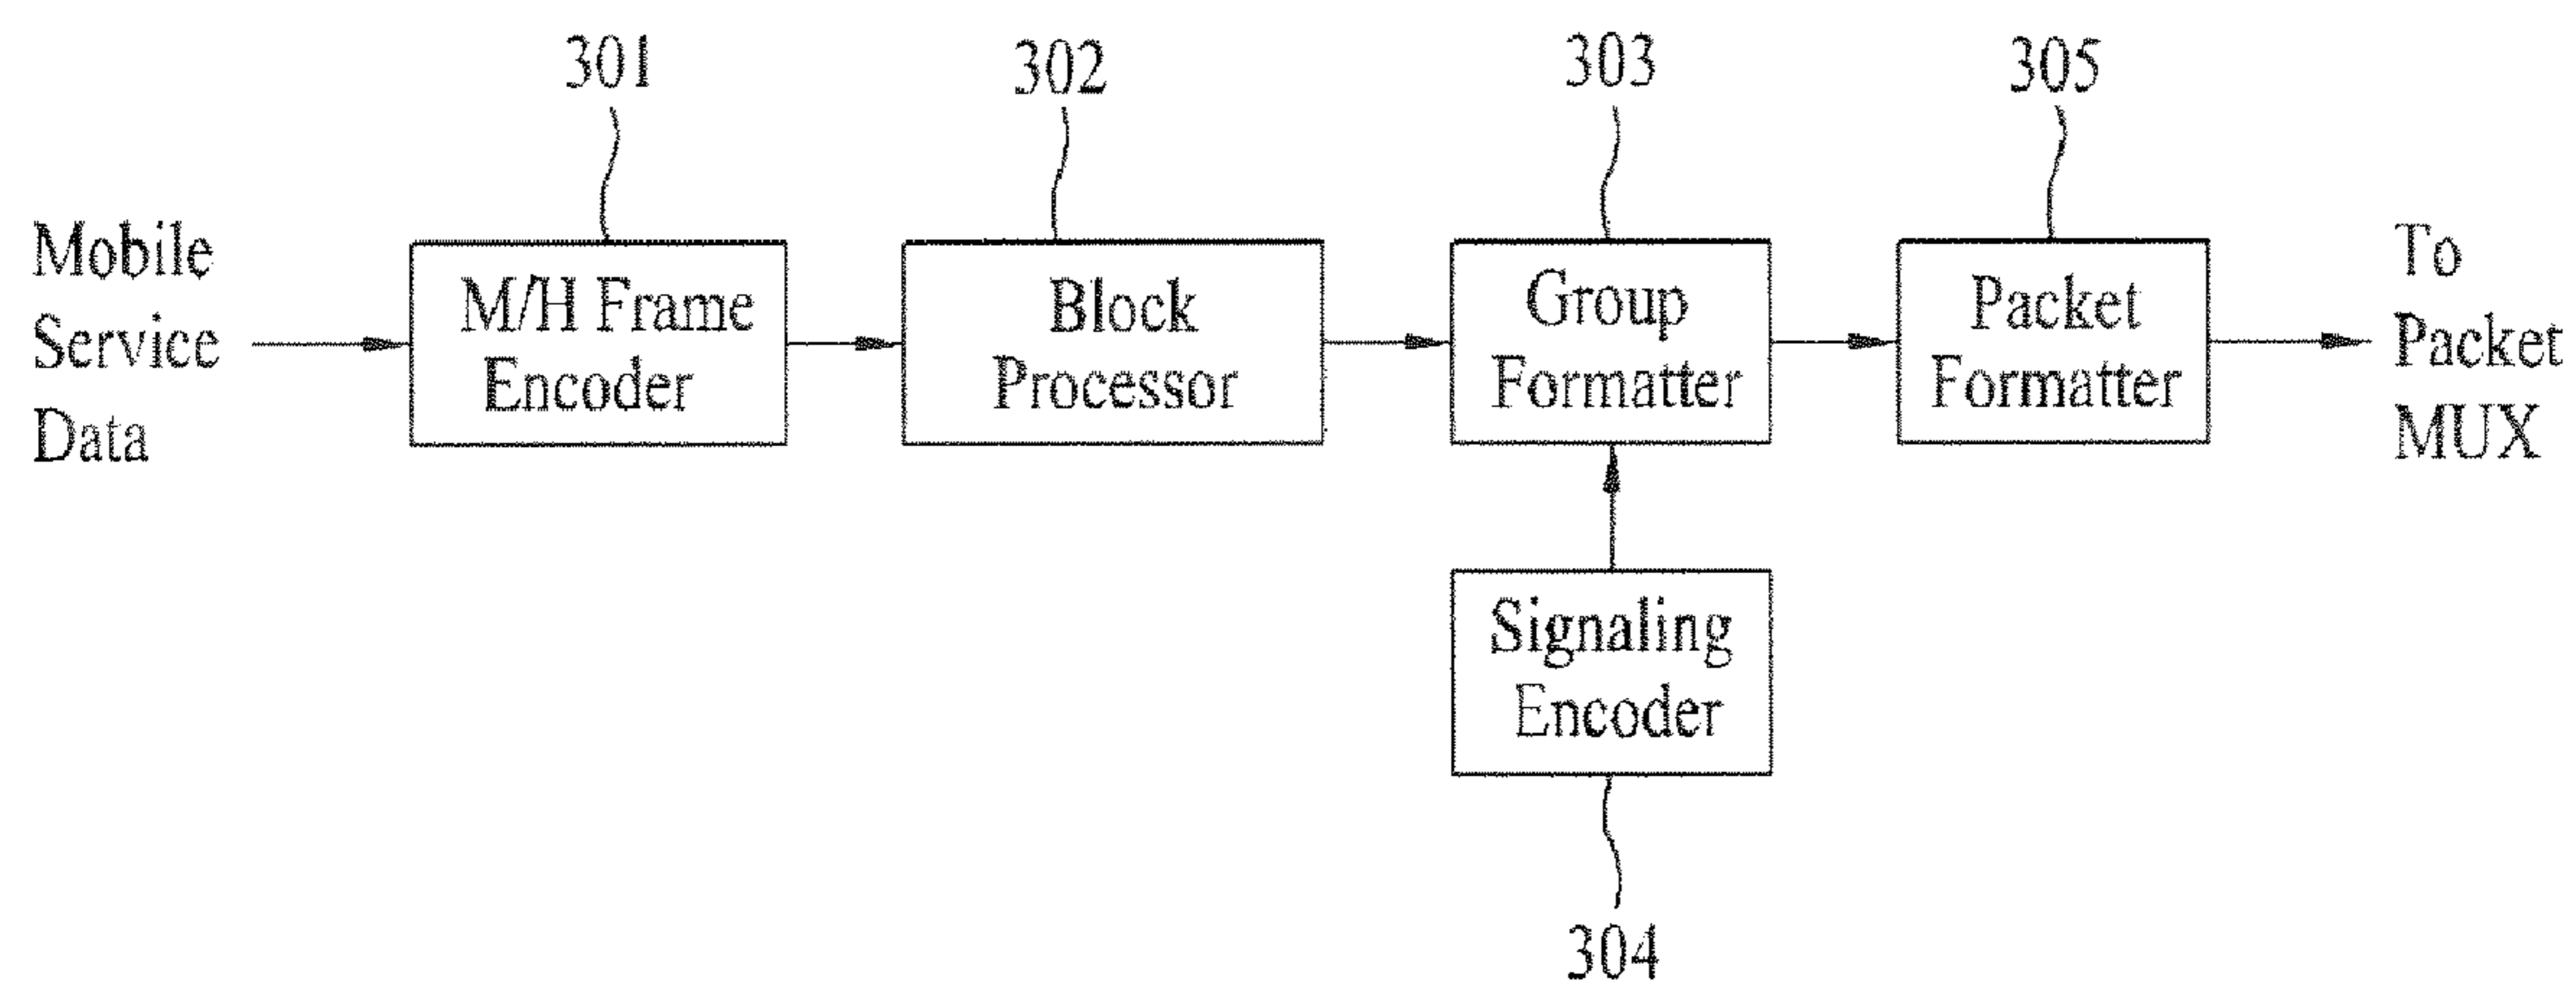 301
302
303
305
Mobile
Service
Data
M/H Frame
Encoder
Block
Processor
Group
Formatter
Packet
Formatter
To
Packet
MUX
Signaling
Encoder
304